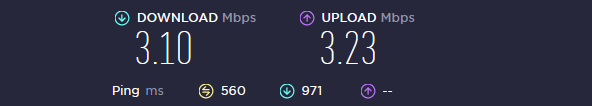 DOWNLOAD Mbps UPLOAD Mbps
3.10 3.23
Ping ms 560 971 --